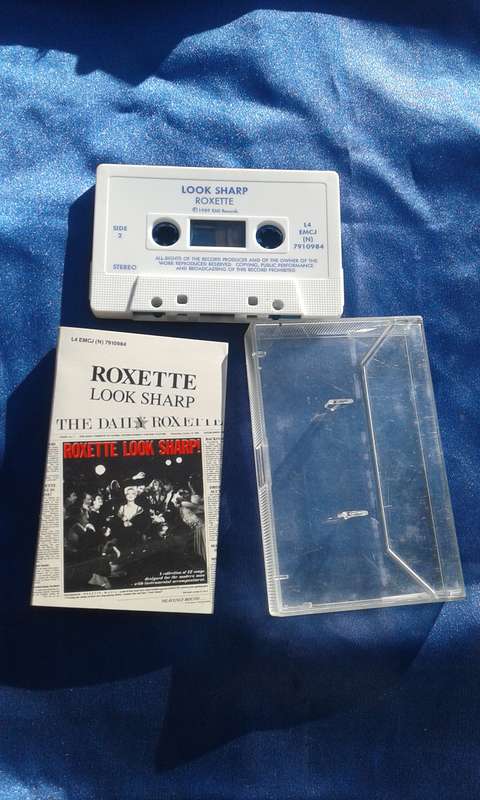 LOOK SHARP
ROXETTE
℗ 1989 EMI Records.
SIDE
2
L4
EMCJ
(N)
7910984
STEREO
ALL-RIGHTS OF THE RECORD PRODUCER AND OF THE OWNER OF THE
WORK REPRODUCED RESERVED. COPYING, PUBLIC PERFORMANCE
AND BROADCASTING OF THIS RECORD PROHIBITED
L4 EMCJ (N) 7910984
ROXETTE
LOOK SHARP
THE DAILY ROXETTE
ROXETTE LOOK SHARP!
A collection of 12 songs
designed for the modern man
with instrumental accompaniment.